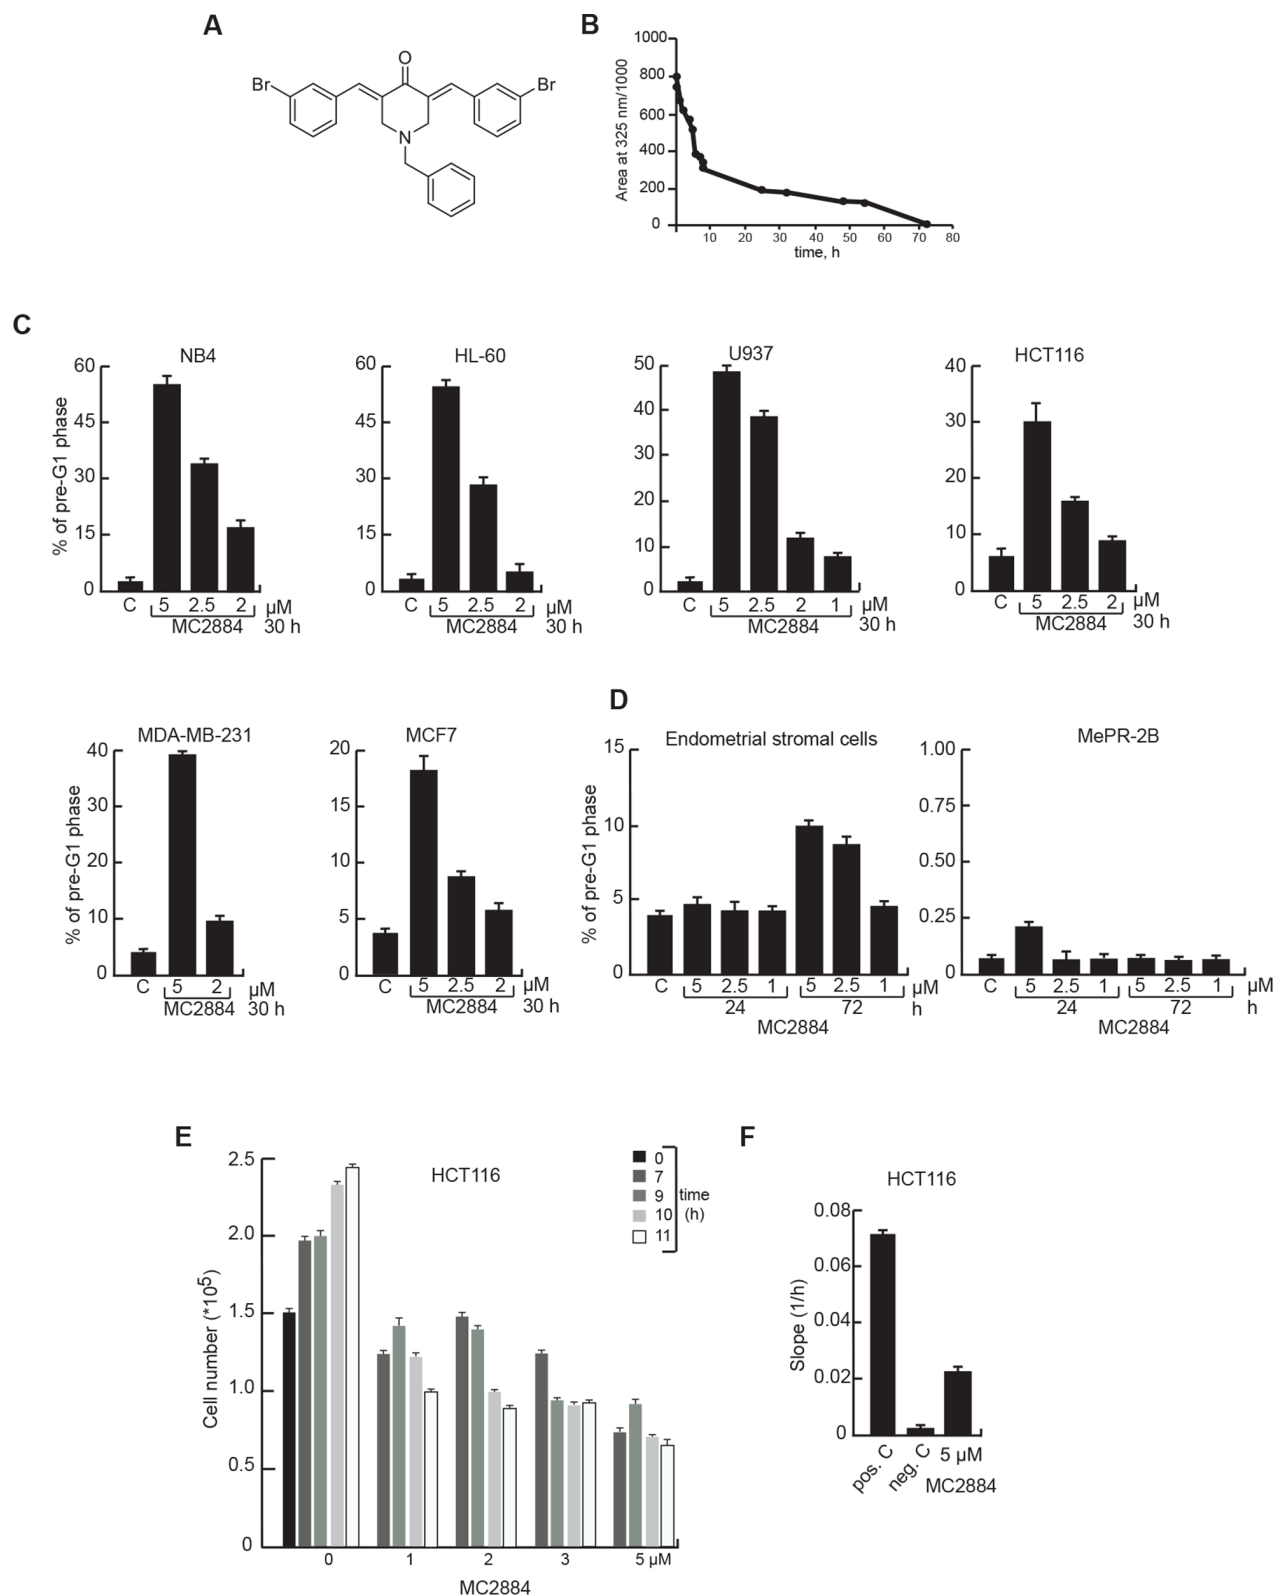 A
O
Br
Br
N
B
1000
800
600
400
200
0
Area at 325 nm/1000
10 20 30 40 50 60 70 80
time, h
C
NB4
60
45
30
15
0
% of pre-G1 phase
C 5 2.5 2 µM
MC2884 30 h
HL-60
60
45
30
15
0
C 5 2.5 2 µM
MC2884 30 h
U937
50
40
30
20
10
0
C 5 2.5 2 1 µM
MC2884 30 h
HCT116
40
30
20
10
0
C 5 2.5 2 µM
MC2884 30 h
MDA-MB-231
40
30
20
10
0
% of pre-G1 phase
C 5 2 µM
MC2884 30 h
MCF7
20
15
10
5
0
C 5 2.5 2 µM
MC2884 30 h
D
Endometrial stromal cells
15
10
5
0
% of pre-G1 phase
C 5 2.5 1 5 2.5 1 µM
24 72 h
MC2884
MePR-2B
1.00
0.75
0.50
0.25
0
C 5 2.5 1 5 2.5 1 µM
24 72 h
MC2884
E
HCT116
2.5
2.0
1.5
1.0
0.5
0
Cell number (*10⁵)
0
7
9
10
11
time
(h)
0 1 2 3 5 µM
MC2884
F
HCT116
0.08
0.06
0.04
0.02
0
Slope (1/h)
pos. C neg. C 5 µM
MC2884